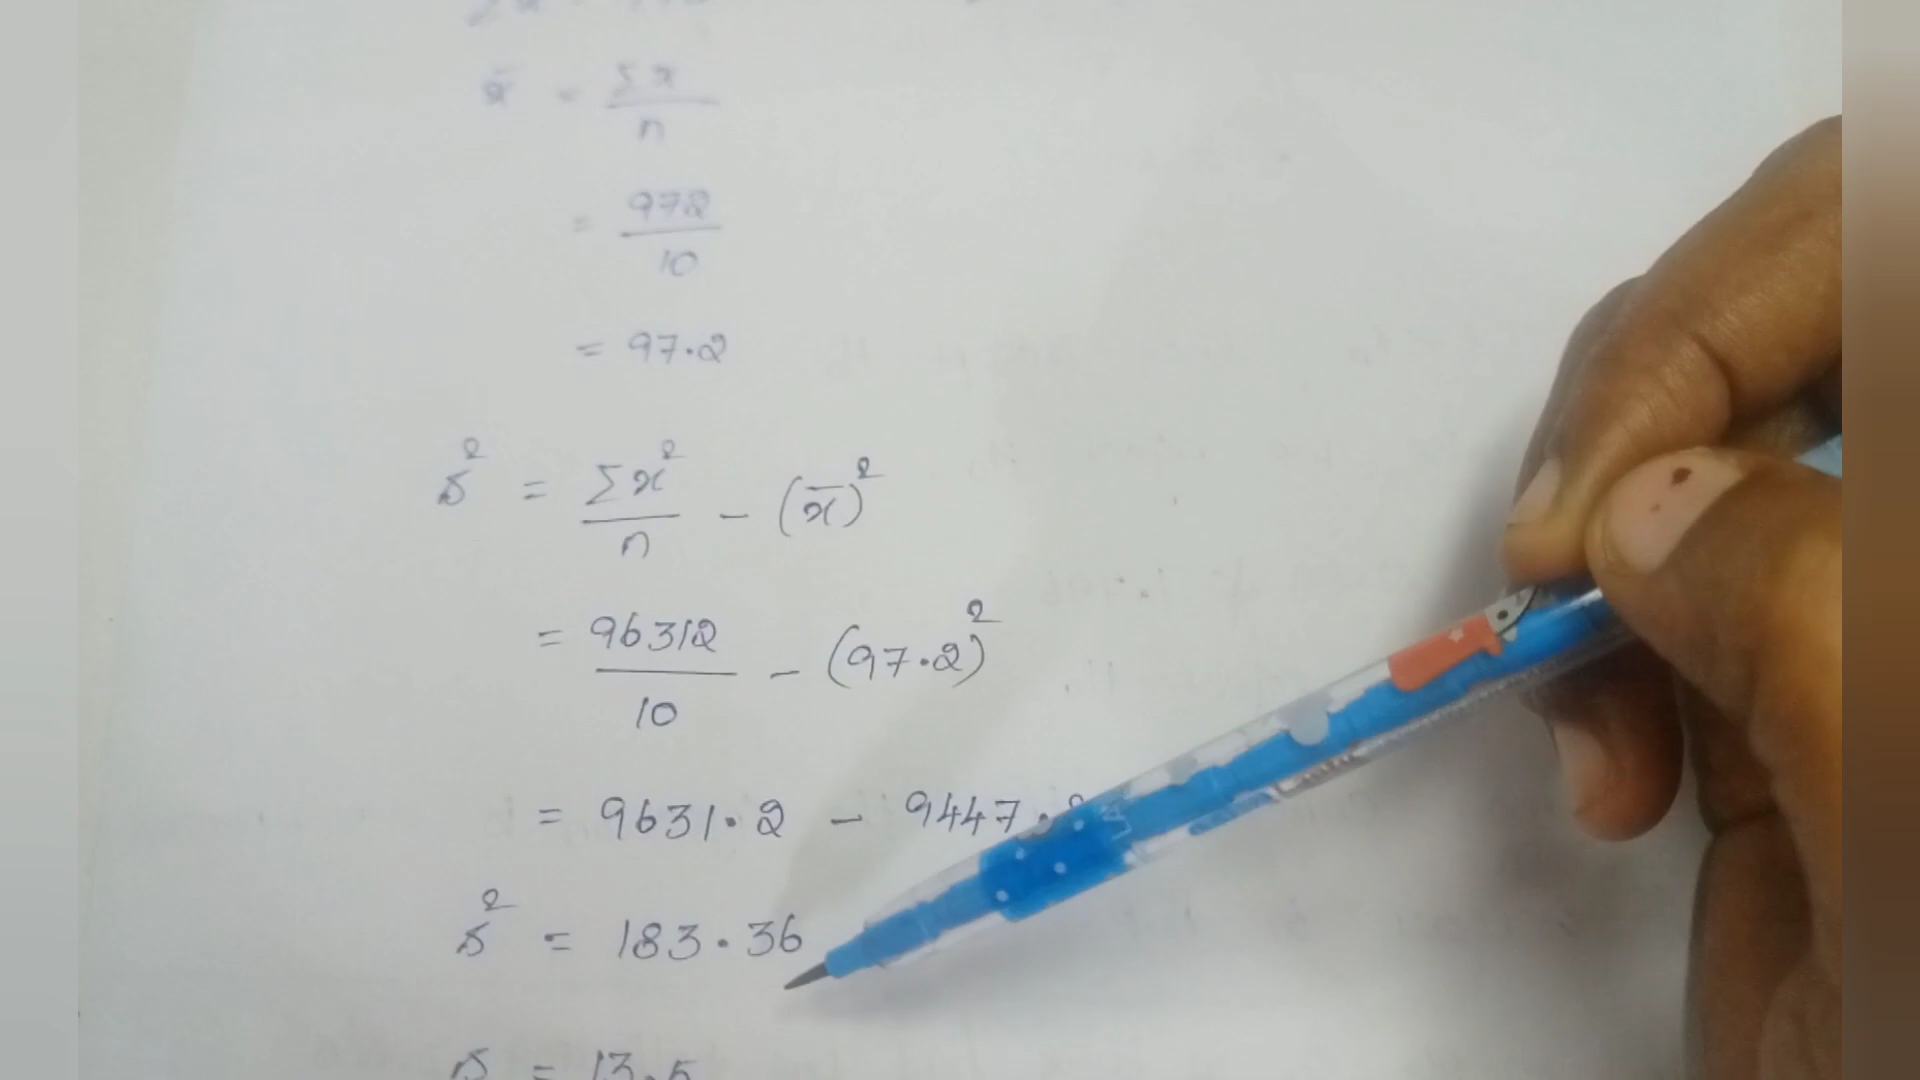 x̄ = Σx / n
= 972 / 10
= 97.2
s² = Σx² / n - (x̄)²
= 96312 / 10 - (97.2)²
= 9631.2 - 9447.8
s² = 183.36
s = 13.5